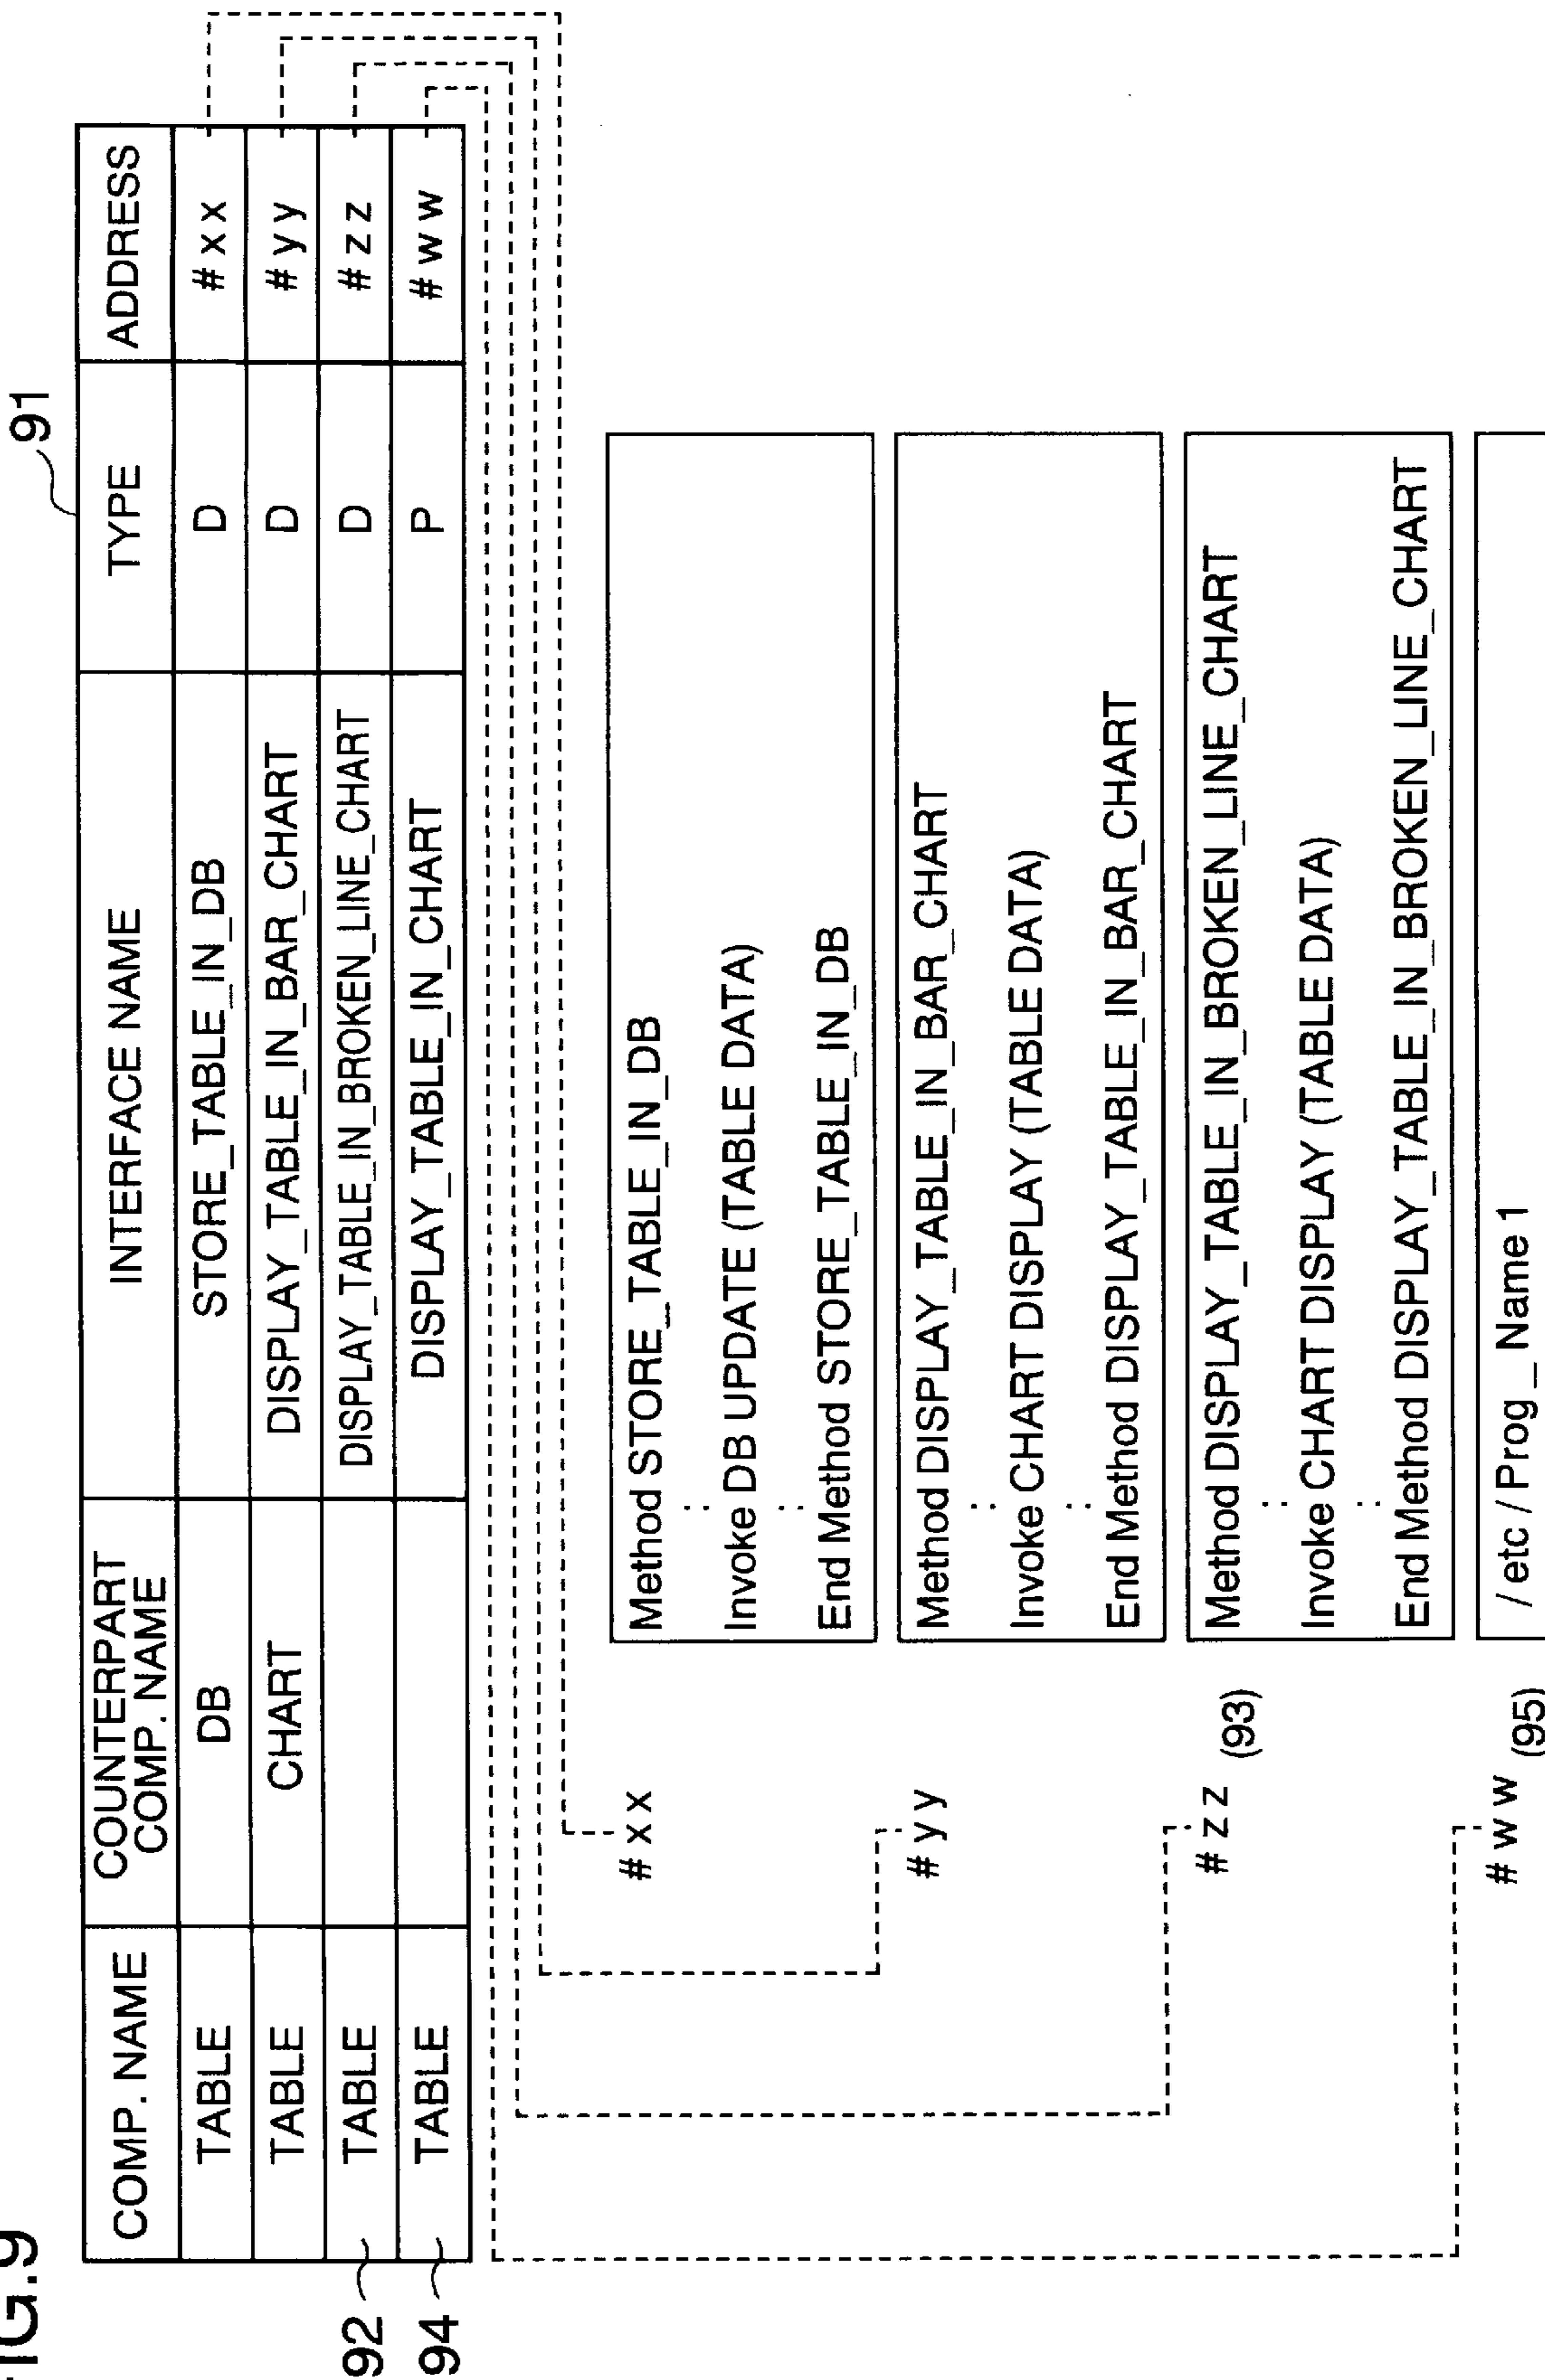 FIG.9
91
COMP. NAME COUNTERPART COMP. NAME INTERFACE NAME TYPE ADDRESS
TABLE DB STORE_TABLE_IN_DB D #xx
TABLE CHART DISPLAY_TABLE_IN_BAR_CHART D #yy
92 TABLE DISPLAY_TABLE_IN_BROKEN_LINE_CHART D #zz
94 TABLE DISPLAY_TABLE_IN_CHART P #ww
#xx
Method STORE_TABLE_IN_DB
:
Invoke DB UPDATE (TABLE DATA)
:
End Method STORE_TABLE_IN_DB
#yy
Method DISPLAY_TABLE_IN_BAR_CHART
:
Invoke CHART DISPLAY (TABLE DATA)
:
End Method DISPLAY_TABLE_IN_BAR_CHART
#zz (93)
Method DISPLAY_TABLE_IN_BROKEN_LINE_CHART
:
Invoke CHART DISPLAY (TABLE DATA)
:
End Method DISPLAY_TABLE_IN_BROKEN_LINE_CHART
#ww (95)
/ etc / Prog _ Name 1